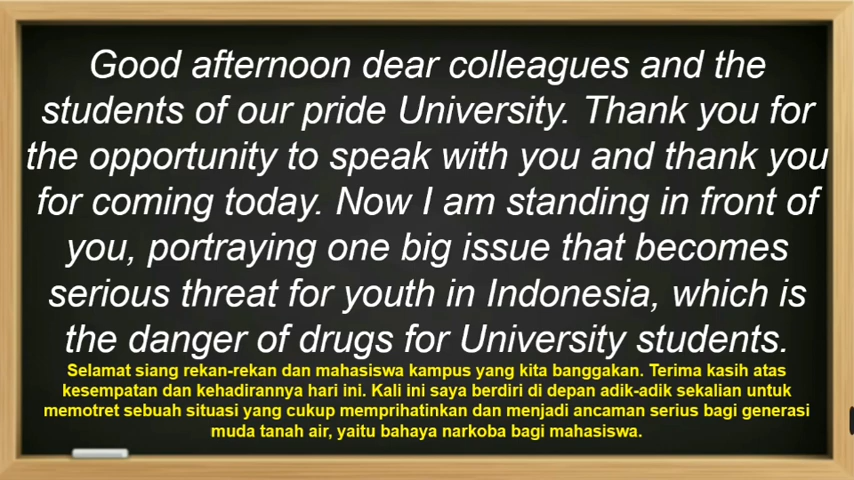 Good afternoon dear colleagues and the
students of our pride University. Thank you for
the opportunity to speak with you and thank you
for coming today. Now I am standing in front of
you, portraying one big issue that becomes
serious threat for youth in Indonesia, which is
the danger of drugs for University students.
Selamat siang rekan-rekan dan mahasiswa kampus yang kita banggakan. Terima kasih atas
kesempatan dan kehadirannya hari ini. Kali ini saya berdiri di depan adik-adik sekalian untuk
memotret sebuah situasi yang cukup memprihatinkan dan menjadi ancaman serius bagi generasi
muda tanah air, yaitu bahaya narkoba bagi mahasiswa.